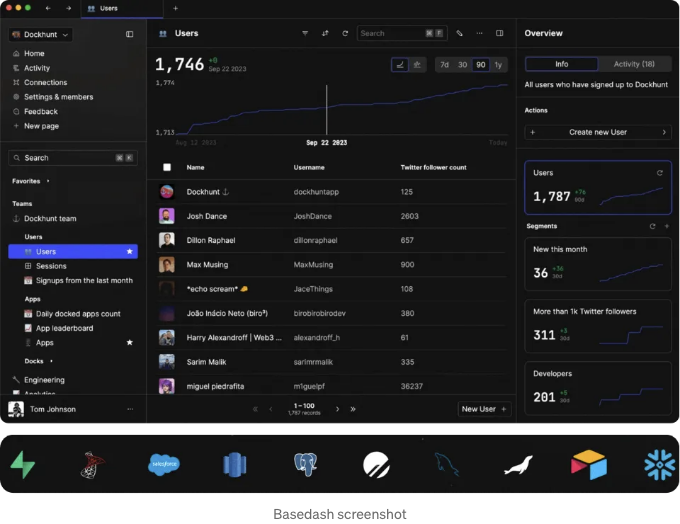 Users
Dockhunt
Home
Activity
Connections
Settings & members
Feedback
New page
Search ⌘ K
Favorites
Teams
Dockhunt team
Users
Users
Sessions
Signups from the last month
Apps
Daily docked apps count
App leaderboard
Apps
Docks
Engineering
Analytics
Tom Johnson
Users
Search ⌘ K
1,746 +0
Sep 22 2023
7d 30 90 1y
1,774
1,713
Aug 12 2023 Sep 22 2023 Today
Name Username Twitter follower count
Dockhunt dockhuntapp 125
Josh Dance JoshDance 2603
Dillon Raphael dillonraphael 657
Max Musing MaxMusing 900
*echo scream* JaceThings 108
João Inácio Neto (biro³) birobirobirodev 380
Harry Alexandroff | Web3 ... alexandroff_h 61
Sarim Malik sarimrmalik 335
miguel piedrafita m1guelpf 36237
1–100
1,787 records
New User +
Overview
Info Activity (18)
All users who have signed up to Dockhunt
Actions
+ Create new User
Users
1,787 +76
90d
Segments
New this month
36 +36
30d
More than 1k Twitter followers
311 +3
30d
Developers
201 +5
30d
salesforce
Basedash screenshot